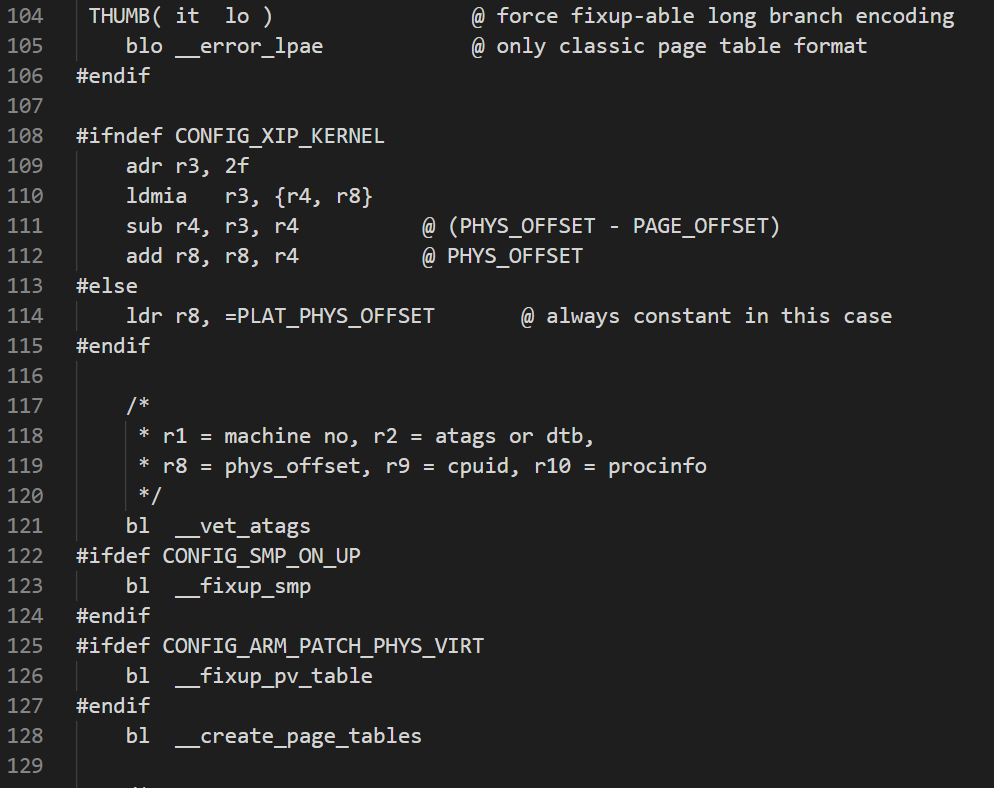 104 THUMB( it lo ) @ force fixup-able long branch encoding
105 blo __error_lpae @ only classic page table format
106 #endif
107
108 #ifndef CONFIG_XIP_KERNEL
109 adr r3, 2f
110 ldmia r3, {r4, r8}
111 sub r4, r3, r4 @ (PHYS_OFFSET - PAGE_OFFSET)
112 add r8, r8, r4 @ PHYS_OFFSET
113 #else
114 ldr r8, =PLAT_PHYS_OFFSET @ always constant in this case
115 #endif
116
117 /*
118 * r1 = machine no, r2 = atags or dtb,
119 * r8 = phys_offset, r9 = cpuid, r10 = procinfo
120 */
121 bl __vet_atags
122 #ifdef CONFIG_SMP_ON_UP
123 bl __fixup_smp
124 #endif
125 #ifdef CONFIG_ARM_PATCH_PHYS_VIRT
126 bl __fixup_pv_table
127 #endif
128 bl __create_page_tables
129